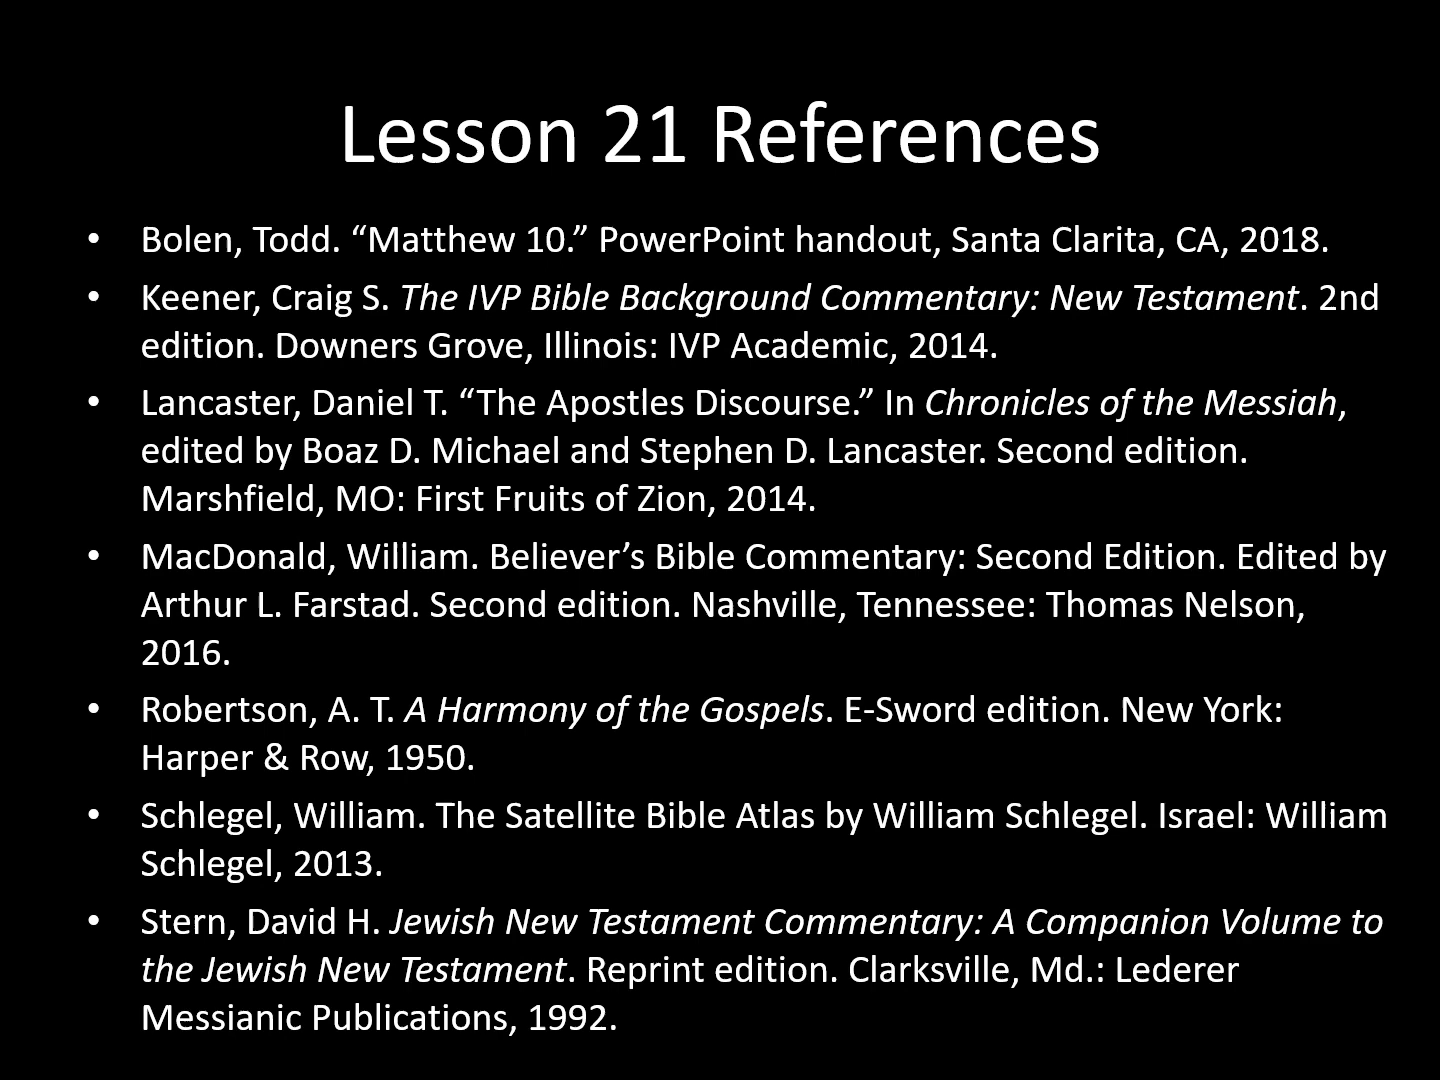 Lesson 21 References
• Bolen, Todd. “Matthew 10.” PowerPoint handout, Santa Clarita, CA, 2018.
• Keener, Craig S. The IVP Bible Background Commentary: New Testament. 2nd
edition. Downers Grove, Illinois: IVP Academic, 2014.
• Lancaster, Daniel T. “The Apostles Discourse.” In Chronicles of the Messiah,
edited by Boaz D. Michael and Stephen D. Lancaster. Second edition.
Marshfield, MO: First Fruits of Zion, 2014.
• MacDonald, William. Believer’s Bible Commentary: Second Edition. Edited by
Arthur L. Farstad. Second edition. Nashville, Tennessee: Thomas Nelson,
2016.
• Robertson, A. T. A Harmony of the Gospels. E-Sword edition. New York:
Harper & Row, 1950.
• Schlegel, William. The Satellite Bible Atlas by William Schlegel. Israel: William
Schlegel, 2013.
• Stern, David H. Jewish New Testament Commentary: A Companion Volume to
the Jewish New Testament. Reprint edition. Clarksville, Md.: Lederer
Messianic Publications, 1992.